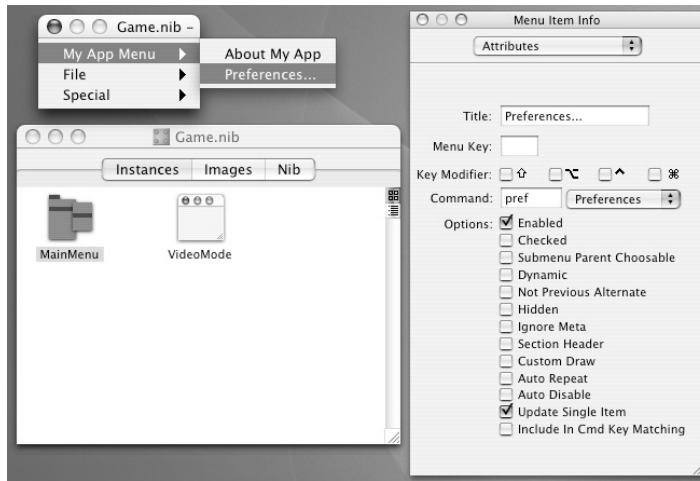 Game.nib –
My App Menu
File
Special
About My App
Preferences...
Game.nib
Instances Images Nib
MainMenu VideoMode
Menu Item Info
Attributes
Title: Preferences...
Menu Key:
Key Modifier: ⇧ ⌥ ^ ⌘
Command: pref Preferences
Options: Enabled
Checked
Submenu Parent Choosable
Dynamic
Not Previous Alternate
Hidden
Ignore Meta
Section Header
Custom Draw
Auto Repeat
Auto Disable
Update Single Item
Include In Cmd Key Matching